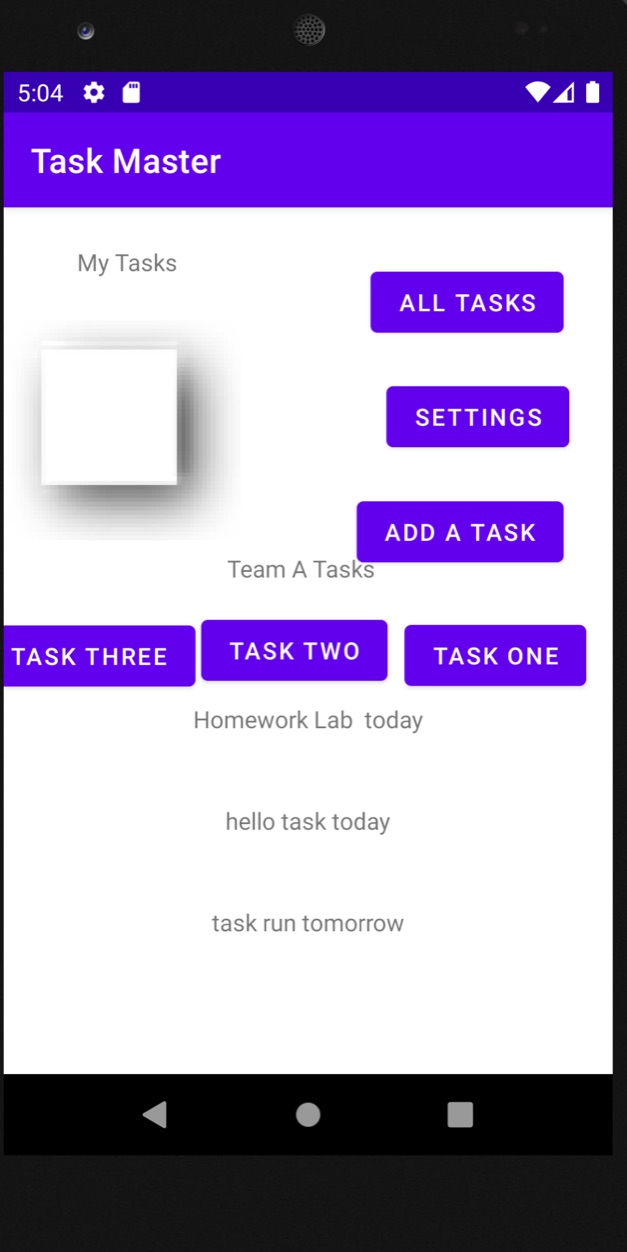 5:04
Task Master
My Tasks
ALL TASKS
SETTINGS
ADD A TASK
Team A Tasks
TASK THREE TASK TWO TASK ONE
Homework Lab  today
hello task today
task run tomorrow